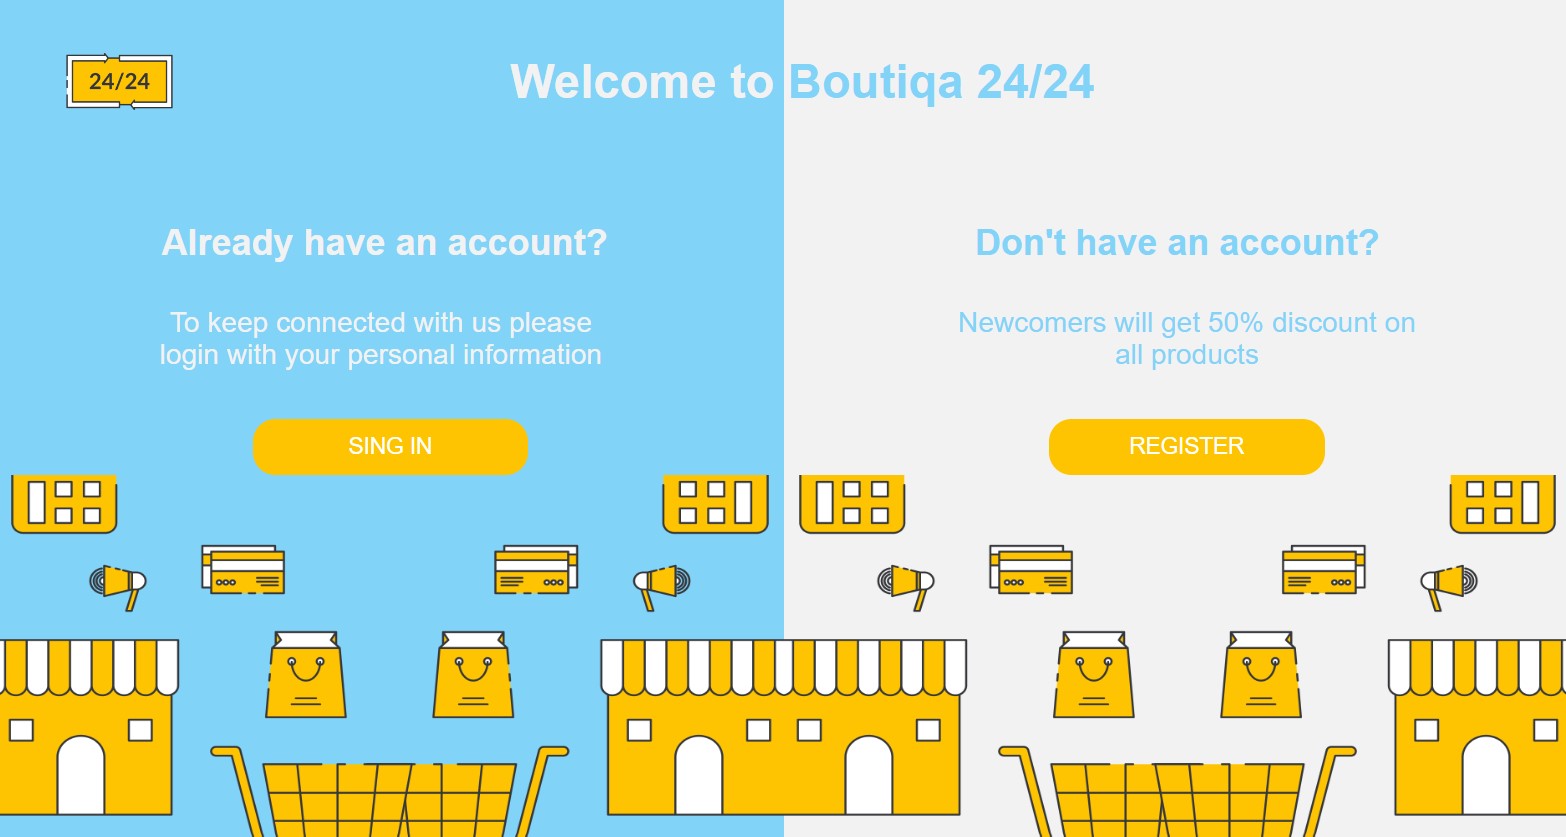 24/24
Welcome to Boutiqa 24/24
Already have an account?
To keep connected with us please
login with your personal information
SING IN
Don't have an account?
Newcomers will get 50% discount on
all products
REGISTER